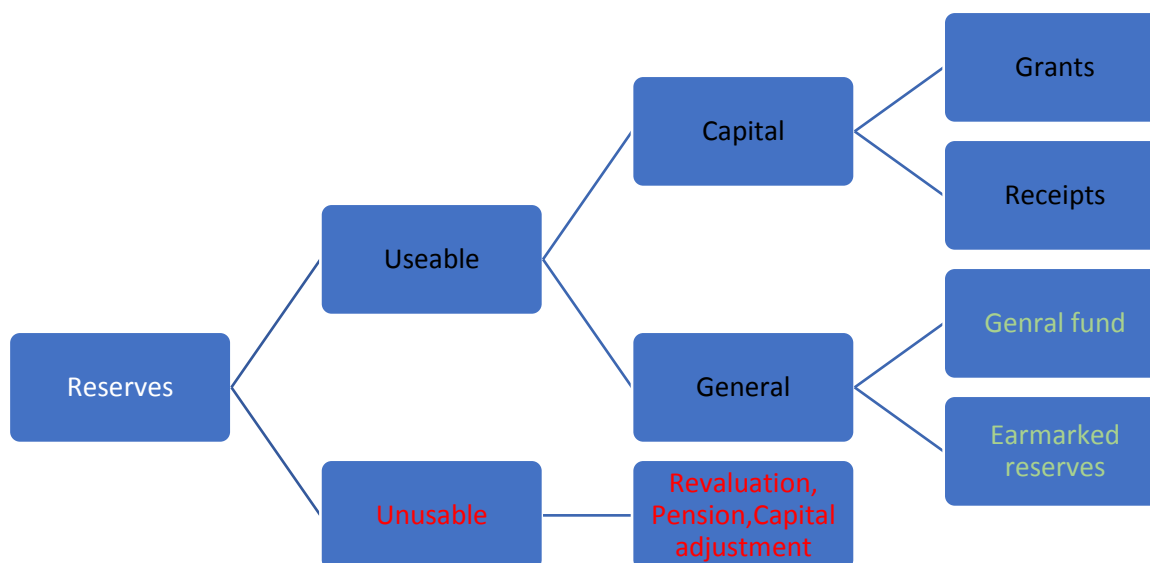 Reserves
Useable
Unusable
Capital
General
Revaluation,
Pension,Capital
adjustment
Grants
Receipts
Genral fund
Earmarked
reserves